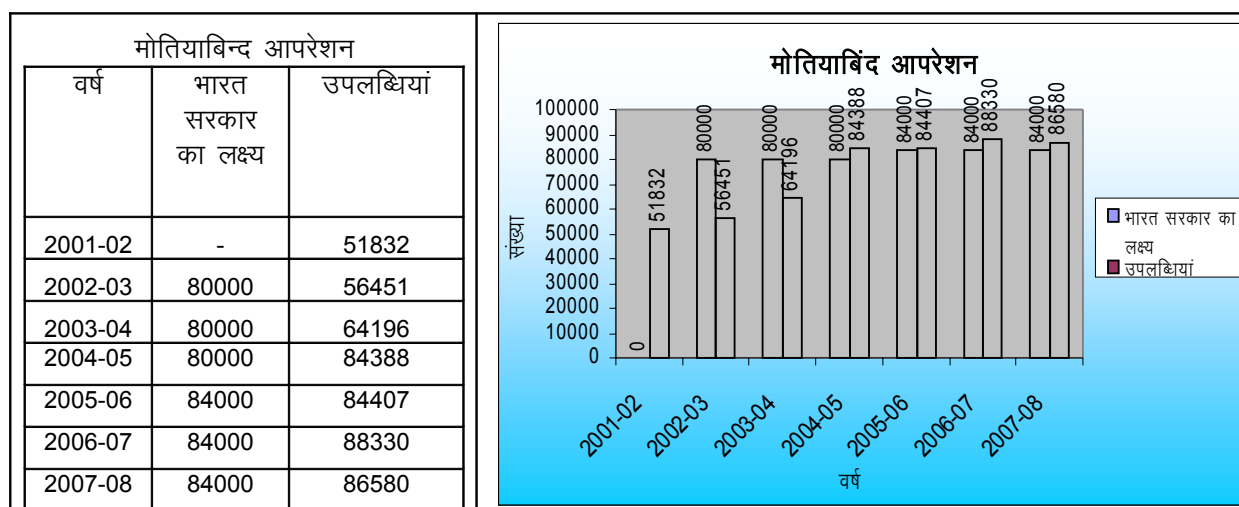 मोतियाबिन्द आपरेशन
वर्ष भारत उपलब्धियां
सरकार
का लक्ष्य
2001-02 - 51832
2002-03 80000 56451
2003-04 80000 64196
2004-05 80000 84388
2005-06 84000 84407
2006-07 84000 88330
2007-08 84000 86580
मोतियाबिंद आपरेशन
संख्या
100000
90000
80000
70000
60000
50000
40000
30000
20000
10000
0
0
51832
80000
56451
80000
64196
80000
84388
84000
84407
84000
88330
84000
86580
2001-02
2002-03
2003-04
2004-05
2005-06
2006-07
2007-08
वर्ष
भारत सरकार का
लक्ष्य
उपलब्धियां